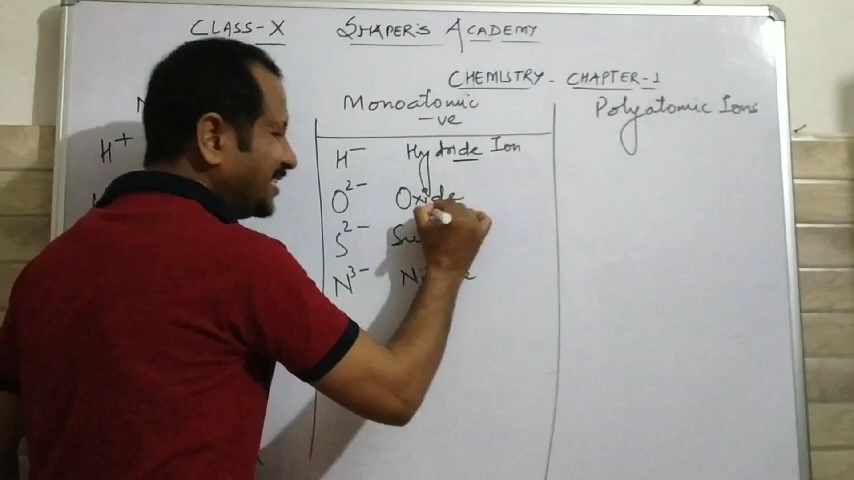 CLASS-X SHAPER'S ACADEMY
CHEMISTRY - CHAPTER-1
Monoatomic
-ve
Polyatomic Ions
H⁺
H⁻ Hydride Ion
O²⁻ Oxide
S²⁻
N³⁻